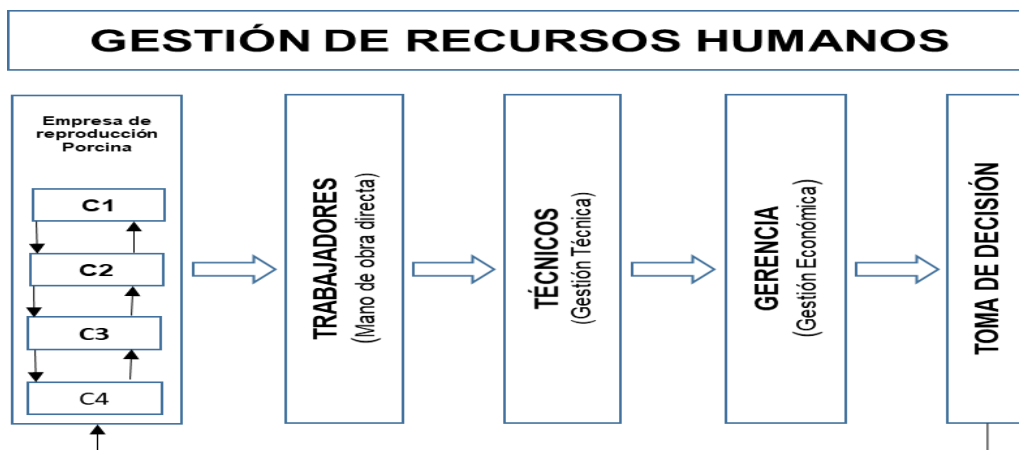 GESTIÓN DE RECURSOS HUMANOS
Empresa de
reproducción
Porcina
C1
C2
C3
C4
TRABAJADORES
(Mano de obra directa)
TÉCNICOS
(Gestión Técnica)
GERENCIA
(Gestión Económica)
TOMA DE DECISIÓN